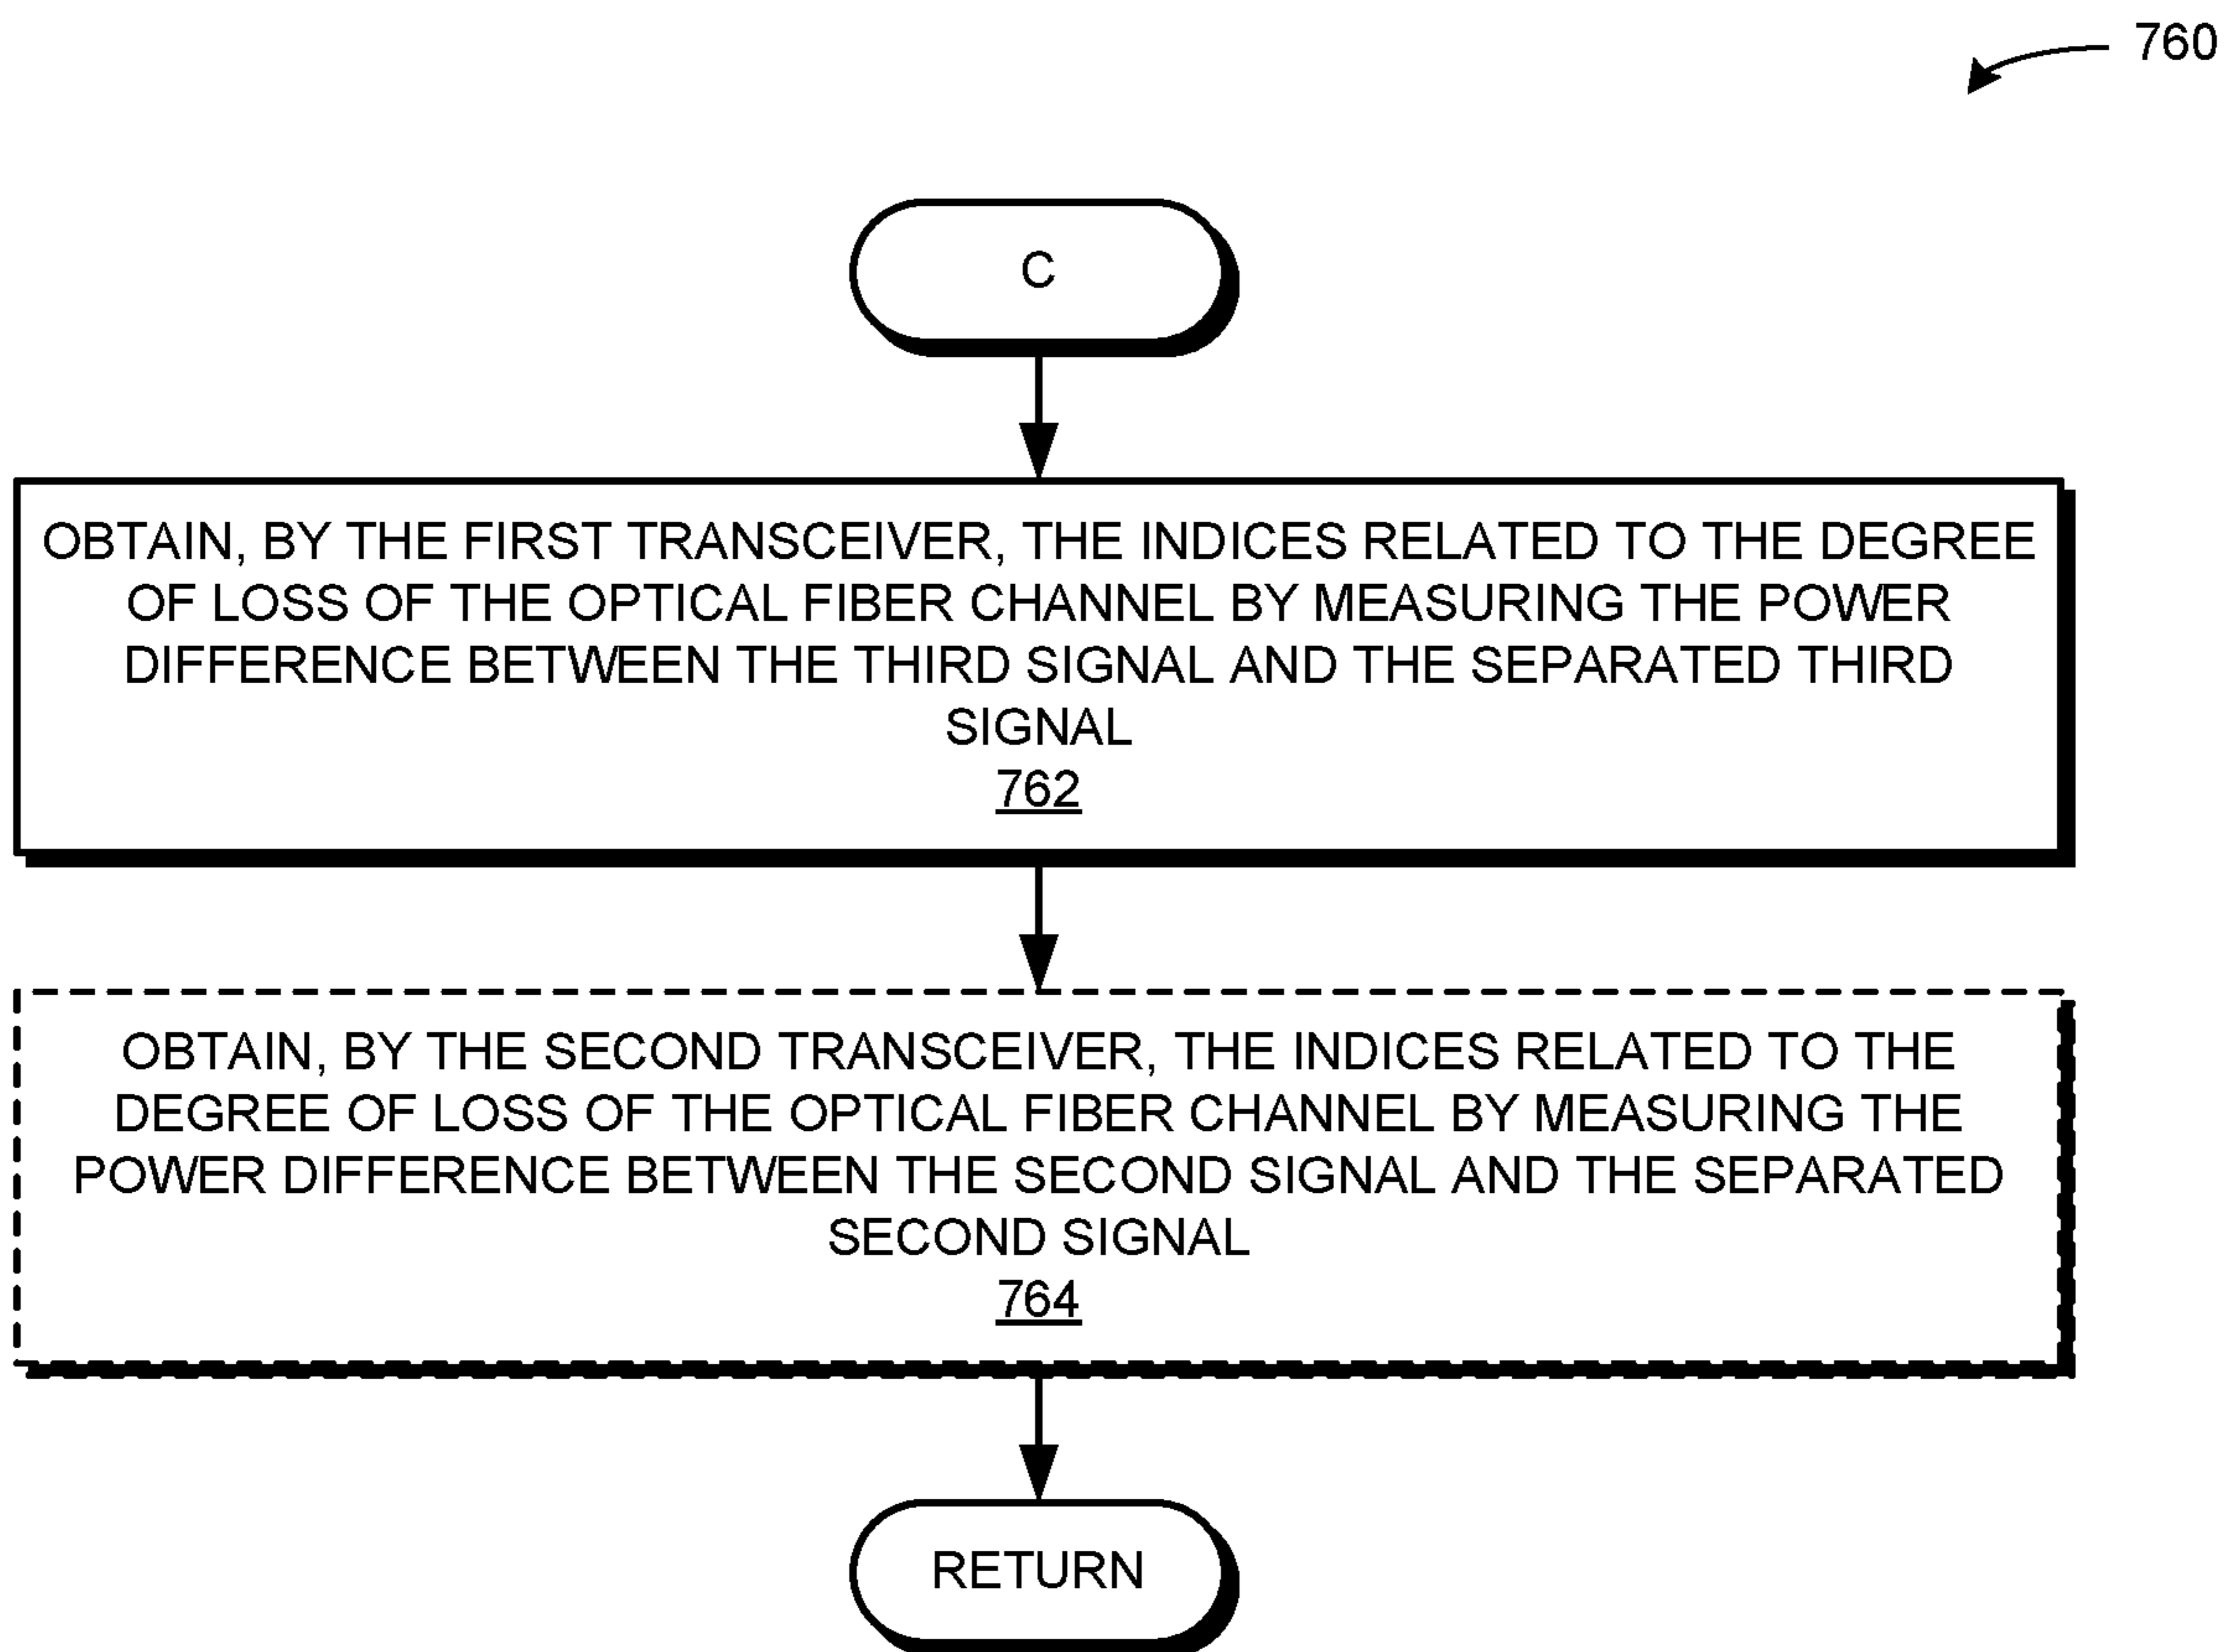 760
C
OBTAIN, BY THE FIRST TRANSCEIVER, THE INDICES RELATED TO THE DEGREE
OF LOSS OF THE OPTICAL FIBER CHANNEL BY MEASURING THE POWER
DIFFERENCE BETWEEN THE THIRD SIGNAL AND THE SEPARATED THIRD
SIGNAL
762
OBTAIN, BY THE SECOND TRANSCEIVER, THE INDICES RELATED TO THE
DEGREE OF LOSS OF THE OPTICAL FIBER CHANNEL BY MEASURING THE
POWER DIFFERENCE BETWEEN THE SECOND SIGNAL AND THE SEPARATED
SECOND SIGNAL
764
RETURN